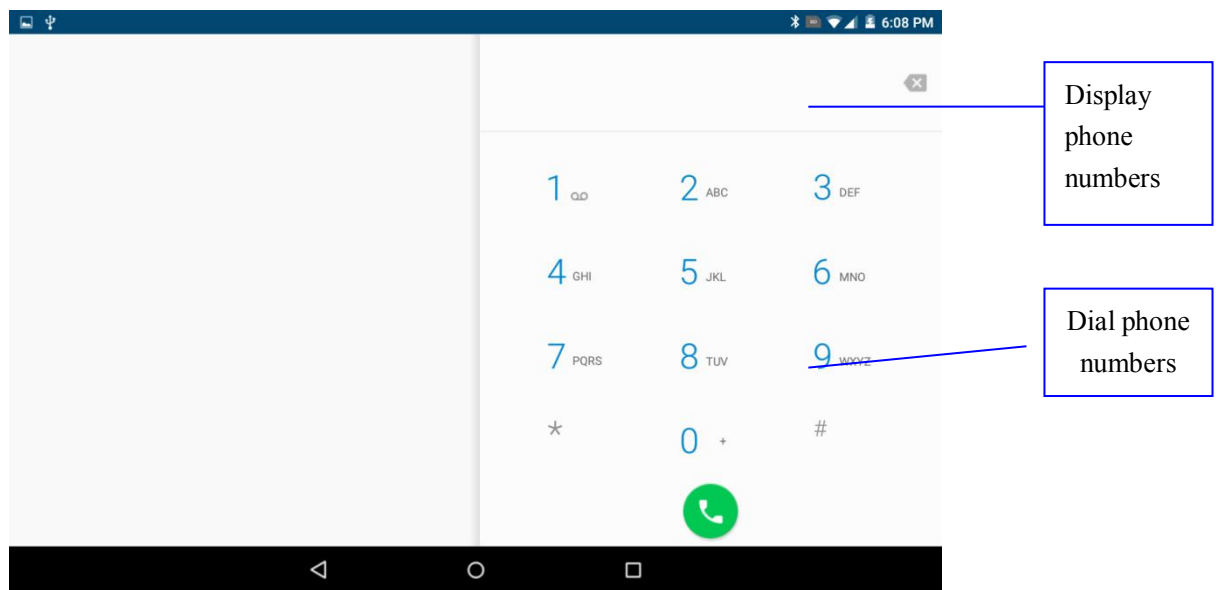 6:08 PM
Display
phone
numbers
1 2 ABC 3 DEF
4 GHI 5 JKL 6 MNO
Dial phone
numbers
7 PQRS 8 TUV 9 WXYZ
* 0 + #